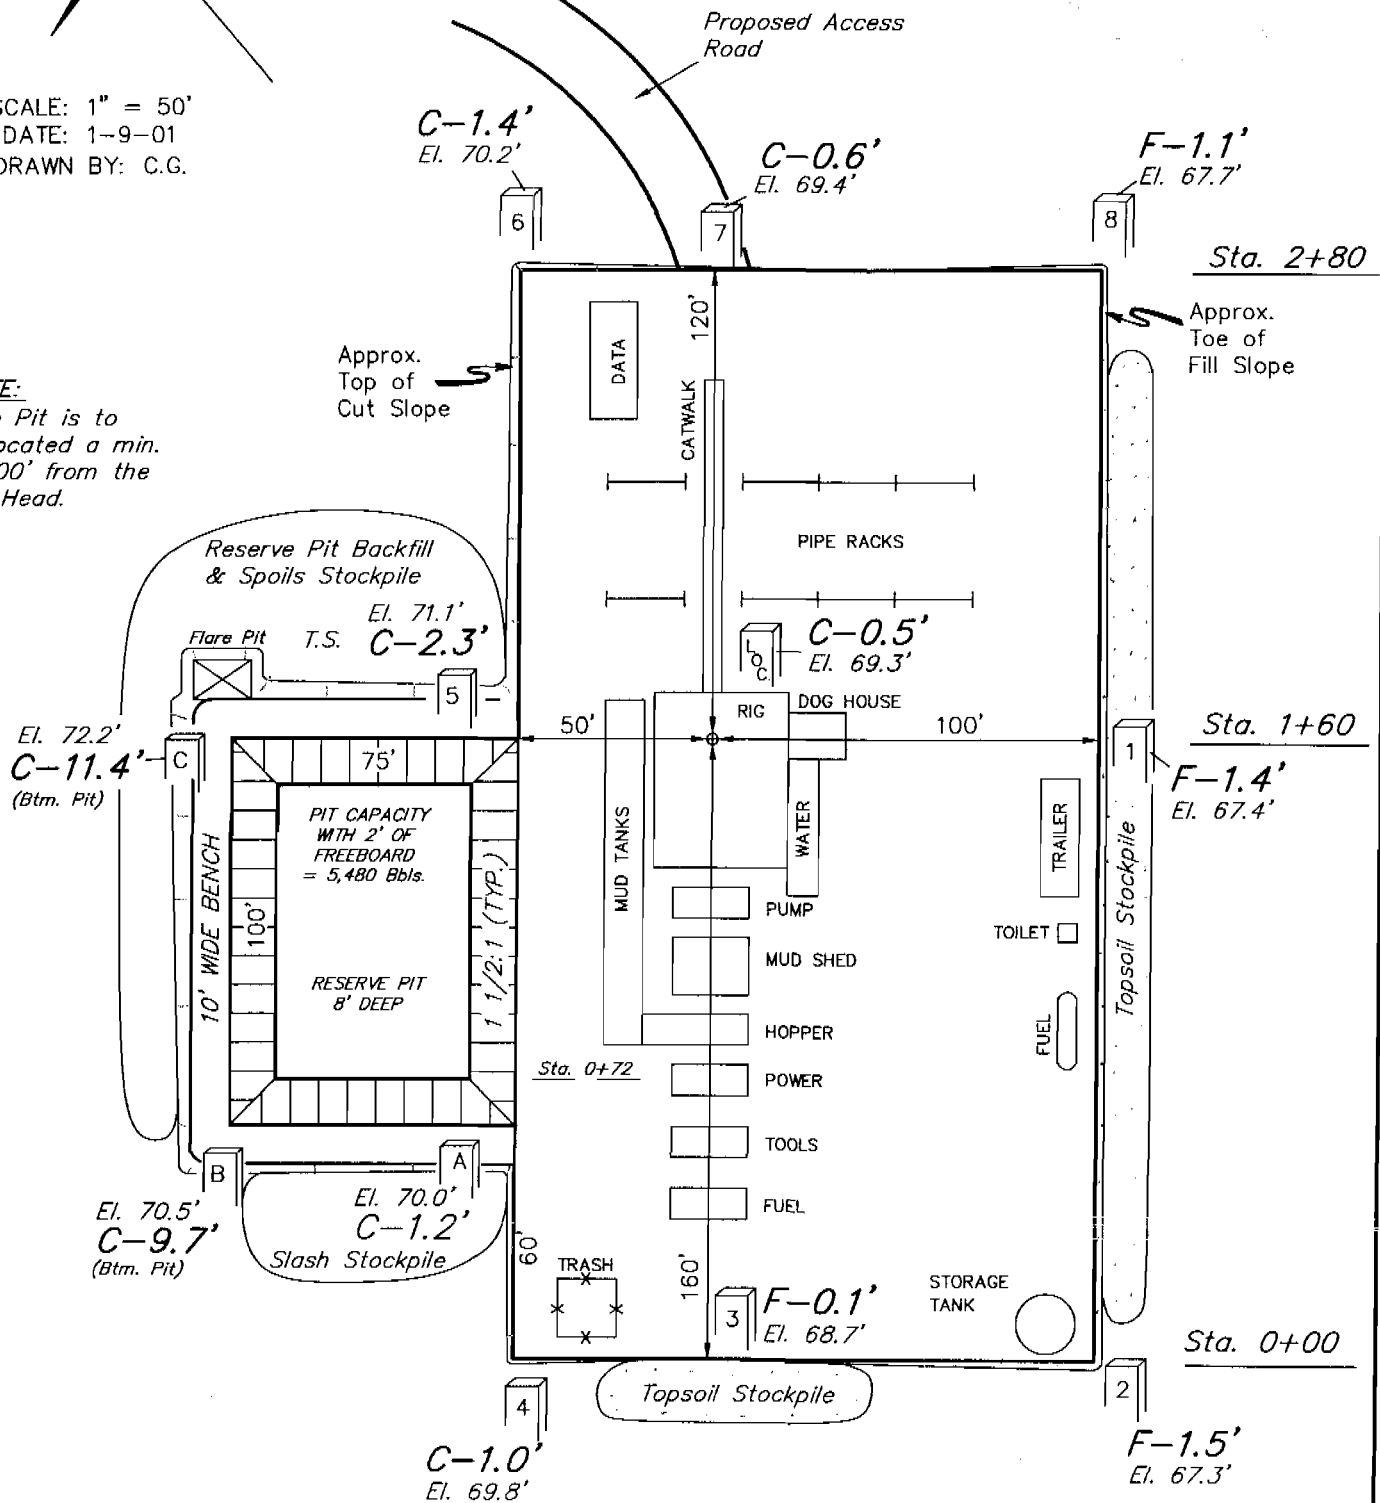 Proposed Access
Road
SCALE: 1" = 50'
DATE: 1-9-01
DRAWN BY: C.G.
C-1.4'
El. 70.2'
C-0.6'
El. 69.4'
F-1.1'
El. 67.7'
6
7
8
Sta. 2+80
120'
DATA
CATWALK
Approx.
Top of
Cut Slope
Approx.
Toe of
Fill Slope
TE:
Pit is to
ocated a min.
00' from the
Head.
Reserve Pit Backfill
& Spoils Stockpile
PIPE RACKS
El. 71.1'
Flare Pit
T.S.
C-2.3'
LOC.
C-0.5'
El. 69.3'
5
RIG
DOG HOUSE
50'
100'
Sta. 1+60
El. 72.2'
C-11.4'
(Btm. Pit)
C
75'
1
F-1.4'
El. 67.4'
PIT CAPACITY
WITH 2' OF
FREEBOARD
= 5,480 Bbls.
MUD TANKS
WATER
TRAILER
Topsoil Stockpile
10' WIDE BENCH
100'
1 1/2:1 (TYP.)
PUMP
TOILET
MUD SHED
RESERVE PIT
8' DEEP
HOPPER
FUEL
Sta. 0+72
POWER
TOOLS
FUEL
B
A
El. 70.5'
C-9.7'
(Btm. Pit)
El. 70.0'
C-1.2'
Slash Stockpile
60'
TRASH
160'
3
F-0.1'
El. 68.7'
STORAGE
TANK
Sta. 0+00
Topsoil Stockpile
4
2
C-1.0'
El. 69.8'
F-1.5'
El. 67.3'